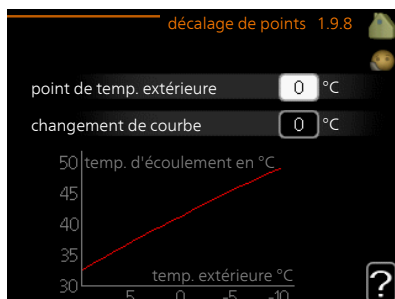 décalage de points 1.9.8
point de temp. extérieure 0 °C
changement de courbe 0 °C
50 temp. d'écoulement en °C
45
40
35
temp. extérieure °C
30
5 0 -5 -10
?